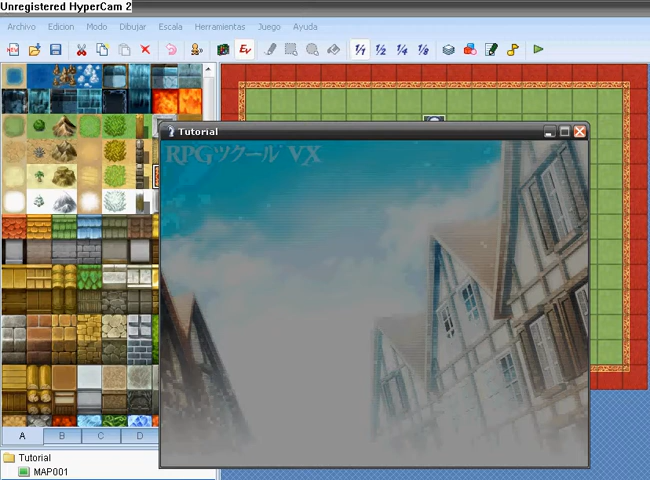 Unregistered HyperCam 2
Archivo Edicion Modo Dibujar Escala Herramientas Juego Ayuda
NEW EV 1/1 1/2 1/4 1/8
Tutorial
RPGツクール VX
A B C D
Tutorial
MAP001